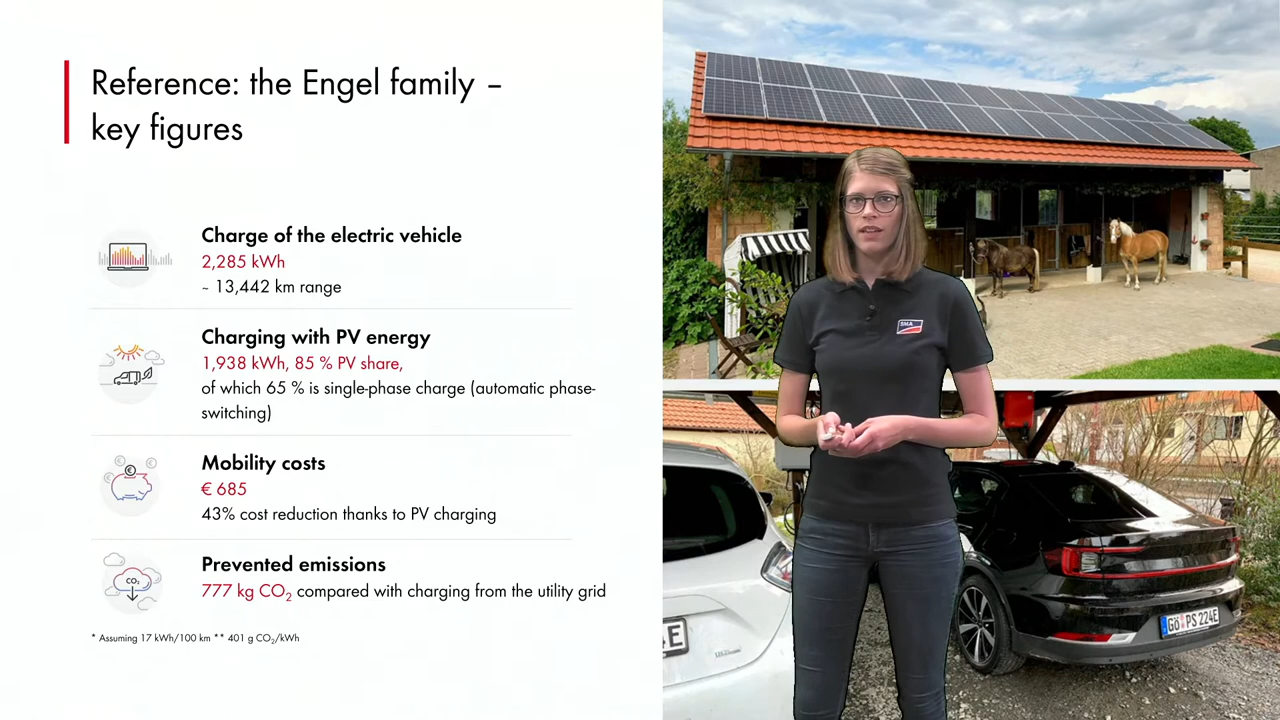 Reference: the Engel family –
key figures
Charge of the electric vehicle
2,285 kWh
~ 13,442 km range
Charging with PV energy
1,938 kWh, 85 % PV share,
of which 65 % is single-phase charge (automatic phase-
switching)
€
Mobility costs
€ 685
43% cost reduction thanks to PV charging
CO₂
Prevented emissions
777 kg CO₂ compared with charging from the utility grid
* Assuming 17 kWh/100 km ** 401 g CO₂/kWh
SMA
GÖ PS 224E
E